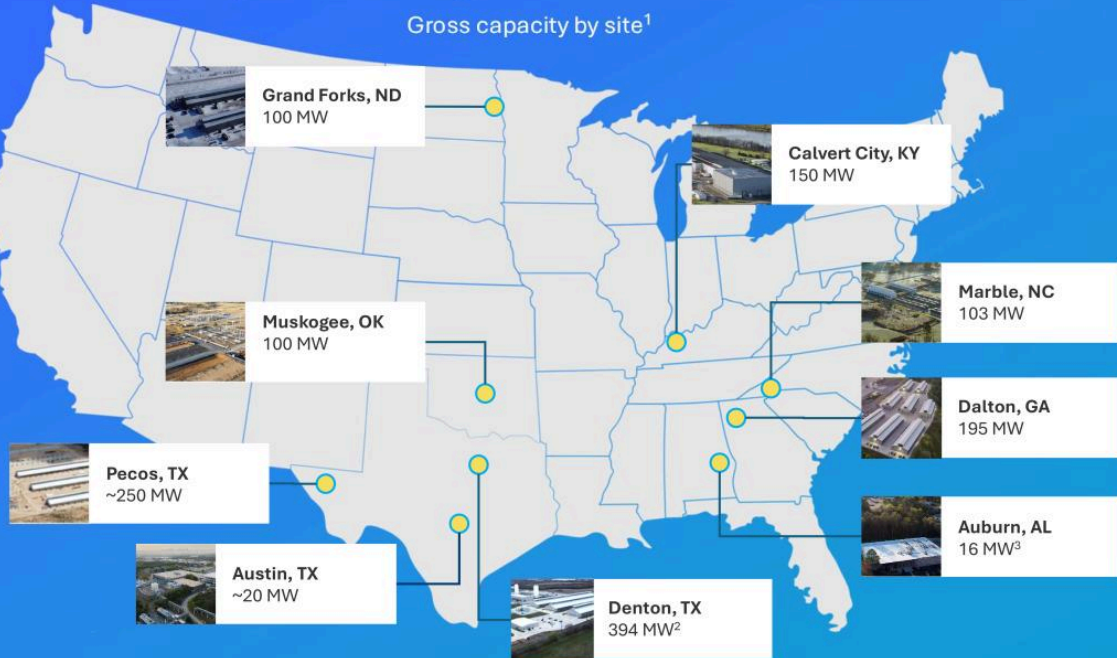 Gross capacity by site¹
Grand Forks, ND
100 MW
Calvert City, KY
150 MW
Marble, NC
103 MW
Muskogee, OK
100 MW
Dalton, GA
195 MW
Pecos, TX
~250 MW
Auburn, AL
16 MW³
Austin, TX
~20 MW
Denton, TX
394 MW²